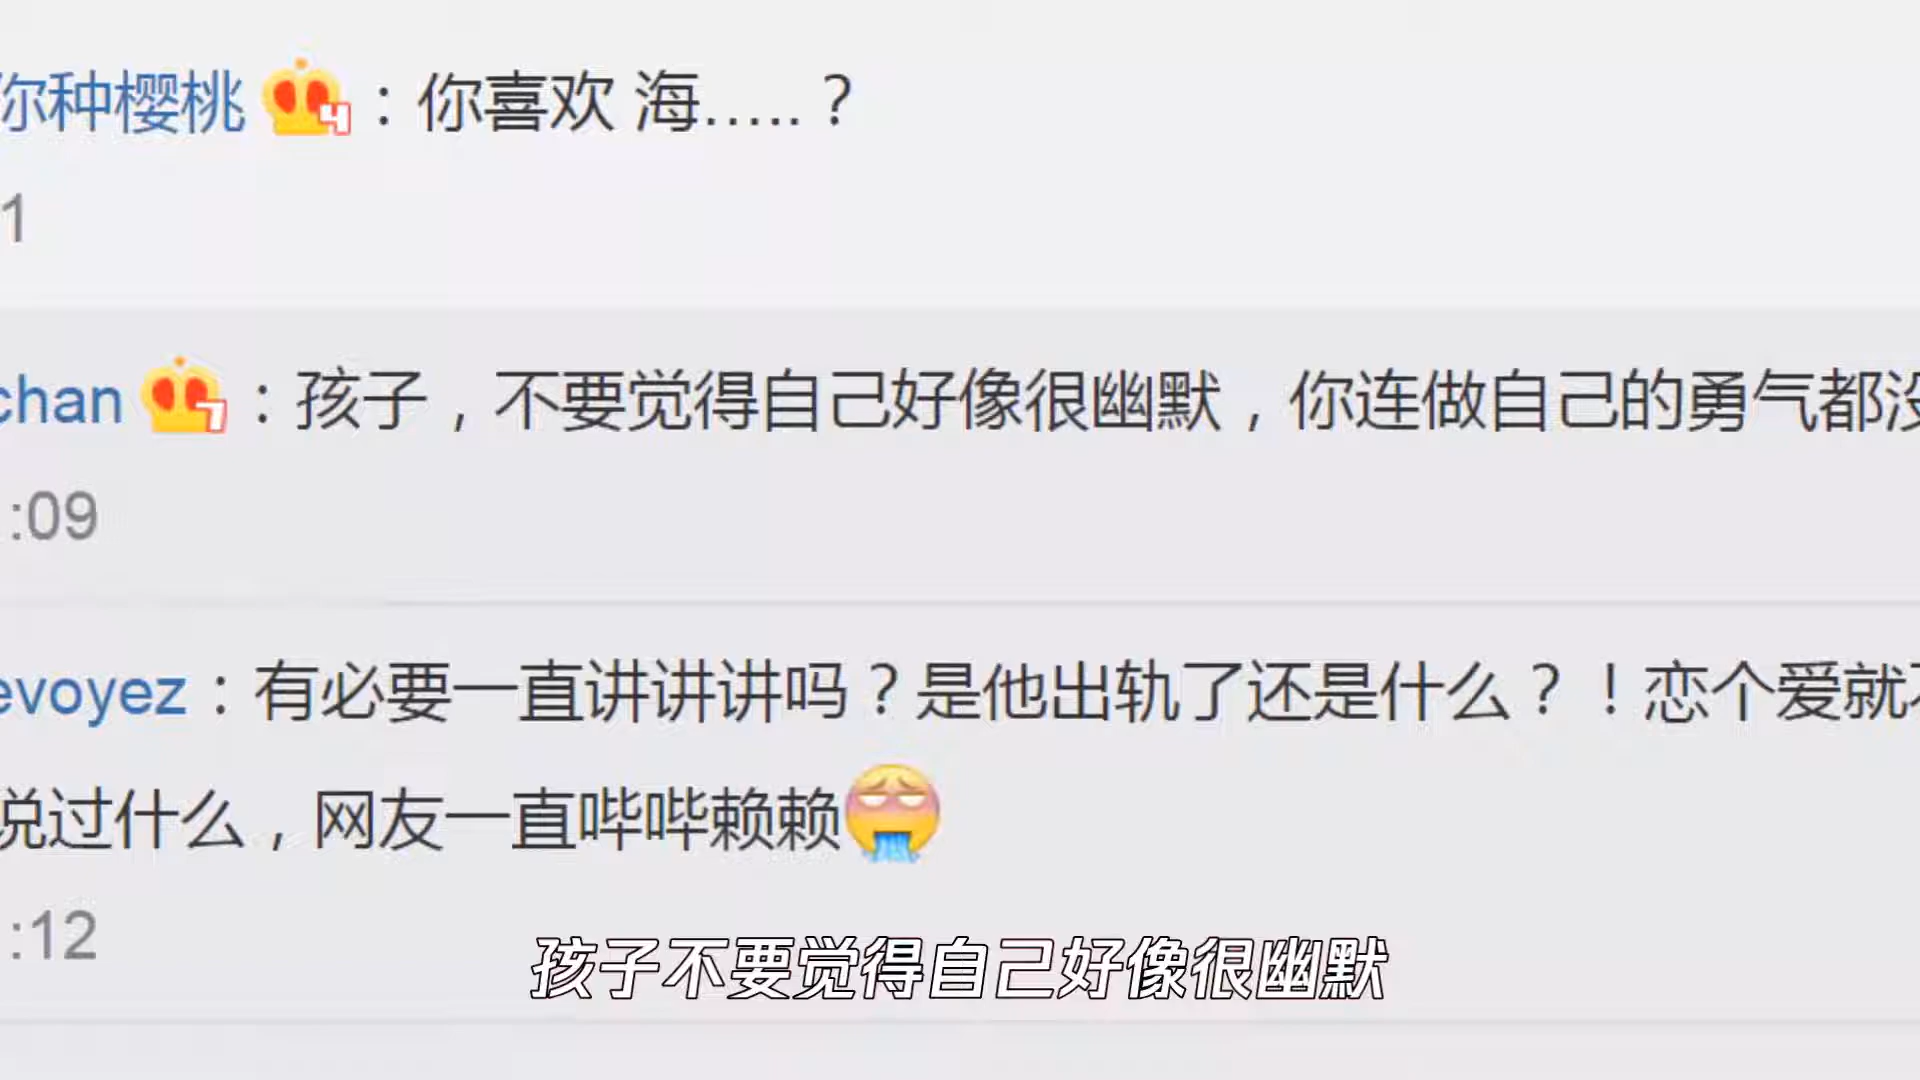 你种樱桃 4：你喜欢 海.....？
1
chan 7：孩子，不要觉得自己好像很幽默，你连做自己的勇气都没
:09
evoyez：有必要一直讲讲讲吗？是他出轨了还是什么？！恋个爱就不
说过什么，网友一直哔哔赖赖
:12
孩子不要觉得自己好像很幽默